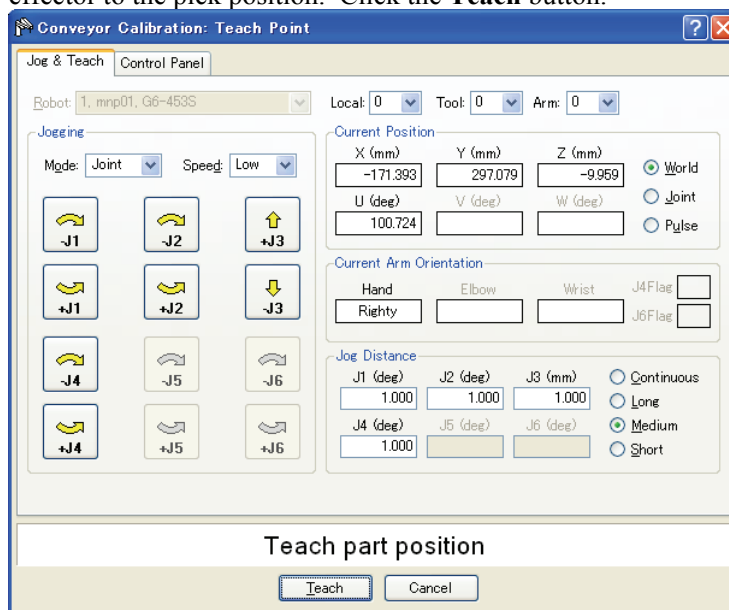 effector to the pick position. Click the Teach button.
Conveyor Calibration: Teach Point
Jog & Teach Control Panel
Robot: 1, mnp01, G6-453S Local: 0 Tool: 0 Arm: 0
Jogging
Mode: Joint Speed: Low
-J1 -J2 +J3
+J1 +J2 -J3
-J4 -J5 -J6
+J4 +J5 +J6
Current Position
X (mm) Y (mm) Z (mm)
-171.393 297.079 -9.959
World
U (deg) V (deg) W (deg)
Joint
100.724
Pulse
Current Arm Orientation
Hand Elbow Wrist J4Flag
Righty
J6Flag
Jog Distance
J1 (deg) J2 (deg) J3 (mm) Continuous
1.000 1.000 1.000 Long
J4 (deg) J5 (deg) J6 (deg) Medium
1.000 Short
Teach part position
Teach Cancel